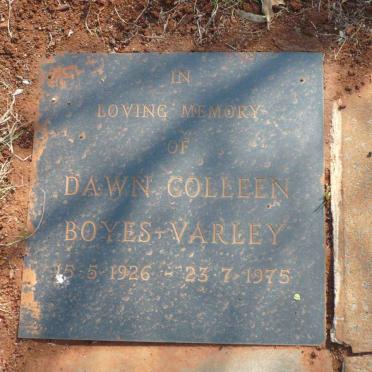 IN
LOVING MEMORY
OF
DAWN COLLEEN
BOYES-VARLEY
15 5 1926 - 23 7 1975